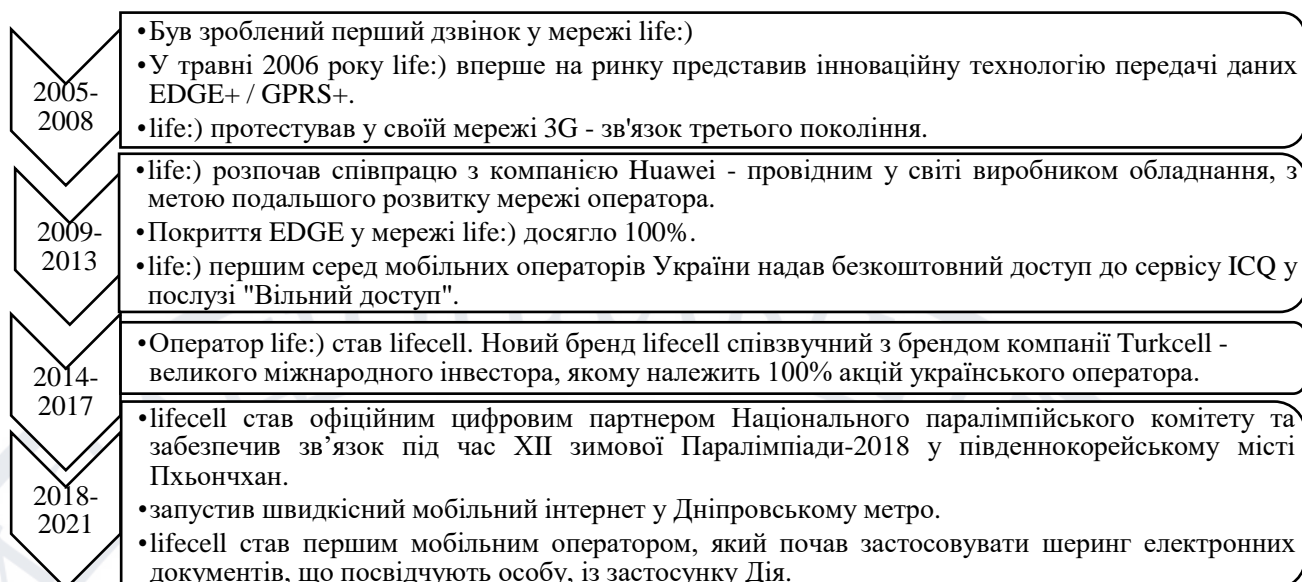 2005-
2008
•Був зроблений перший дзвінок у мережі life:)
•У травні 2006 року life:) вперше на ринку представив інноваційну технологію передачі даних
EDGE+ / GPRS+.
•life:) протестував у своїй мережі 3G - зв'язок третього покоління.
2009-
2013
•life:) розпочав співпрацю з компанією Huawei - провідним у світі виробником обладнання, з
метою подальшого розвитку мережі оператора.
•Покриття EDGE у мережі life:) досягло 100%.
•life:) першим серед мобільних операторів України надав безкоштовний доступ до сервісу ICQ у
послузі "Вільний доступ".
2014-
2017
•Оператор life:) став lifecell. Новий бренд lifecell співзвучний з брендом компанії Turkcell -
великого міжнародного інвестора, якому належить 100% акцій українського оператора.
2018-
2021
•lifecell став офіційним цифровим партнером Національного паралімпійського комітету та
забезпечив зв’язок під час XII зимової Паралімпіади-2018 у південнокорейському місті
Пхьончхан.
•запустив швидкісний мобільний інтернет у Дніпровському метро.
•lifecell став першим мобільним оператором, який почав застосовувати шеринг електронних
документів, що посвідчують особу, із застосунку Дія.